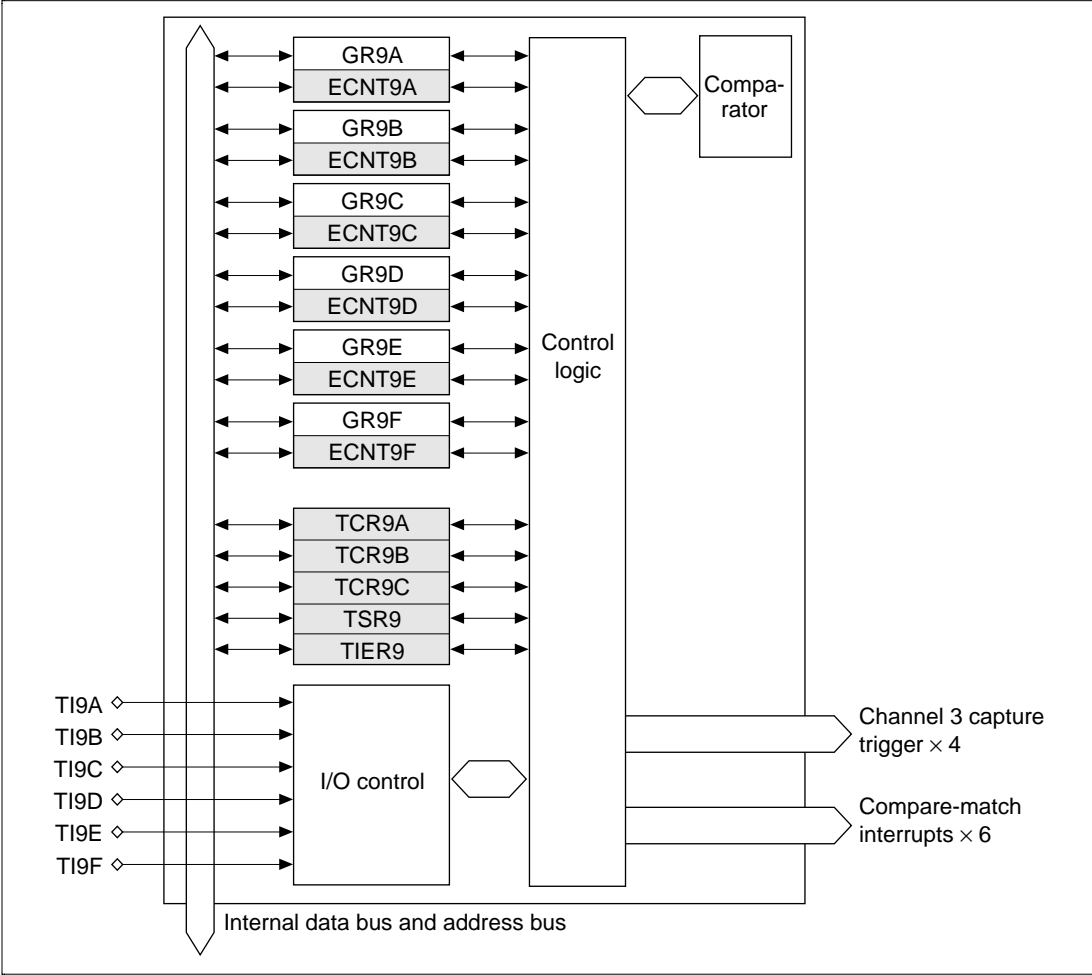 GR9A
ECNT9A
GR9B
ECNT9B
GR9C
ECNT9C
GR9D
ECNT9D
GR9E
ECNT9E
GR9F
ECNT9F
TCR9A
TCR9B
TCR9C
TSR9
TIER9
Control
logic
Compa-
rator
TI9A
TI9B
TI9C
TI9D
TI9E
TI9F
I/O control
Channel 3 capture
trigger × 4
Compare-match
interrupts × 6
Internal data bus and address bus